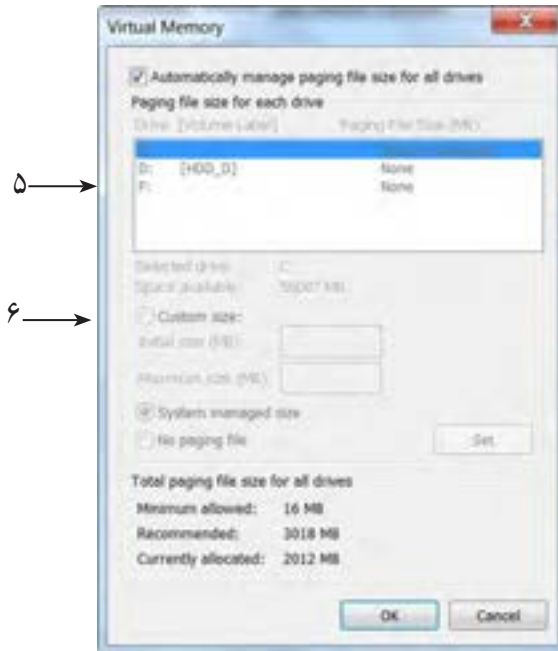 Virtual Memory
Automatically manage paging file size for all drives
Paging file size for each drive
Drive [Volume Label] Paging File Size (MB)
D: [HDD_D] None
۵
F: None
Selected drive: C:
Space available: MB
۶
Custom size:
Initial size (MB):
Maximum size (MB):
System managed size
No paging file Set
Total paging file size for all drives
Minimum allowed: 16 MB
Recommended: 3018 MB
Currently allocated: 2012 MB
OK Cancel